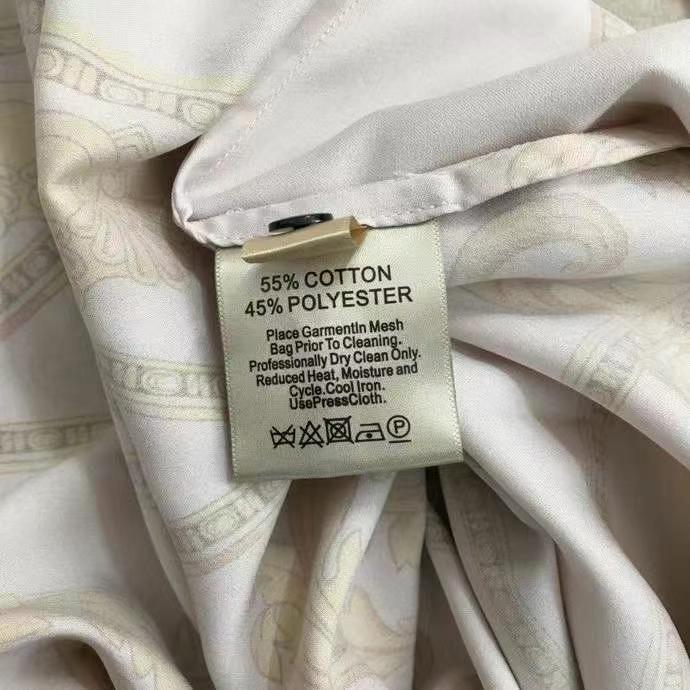 55% COTTON
45% POLYESTER
Place GarmentIn Mesh
Bag Prior To Cleaning.
Professionally Dry Clean Only.
Reduced Heat, Moisture and
Cycle.Cool Iron.
UsePressCloth.
P